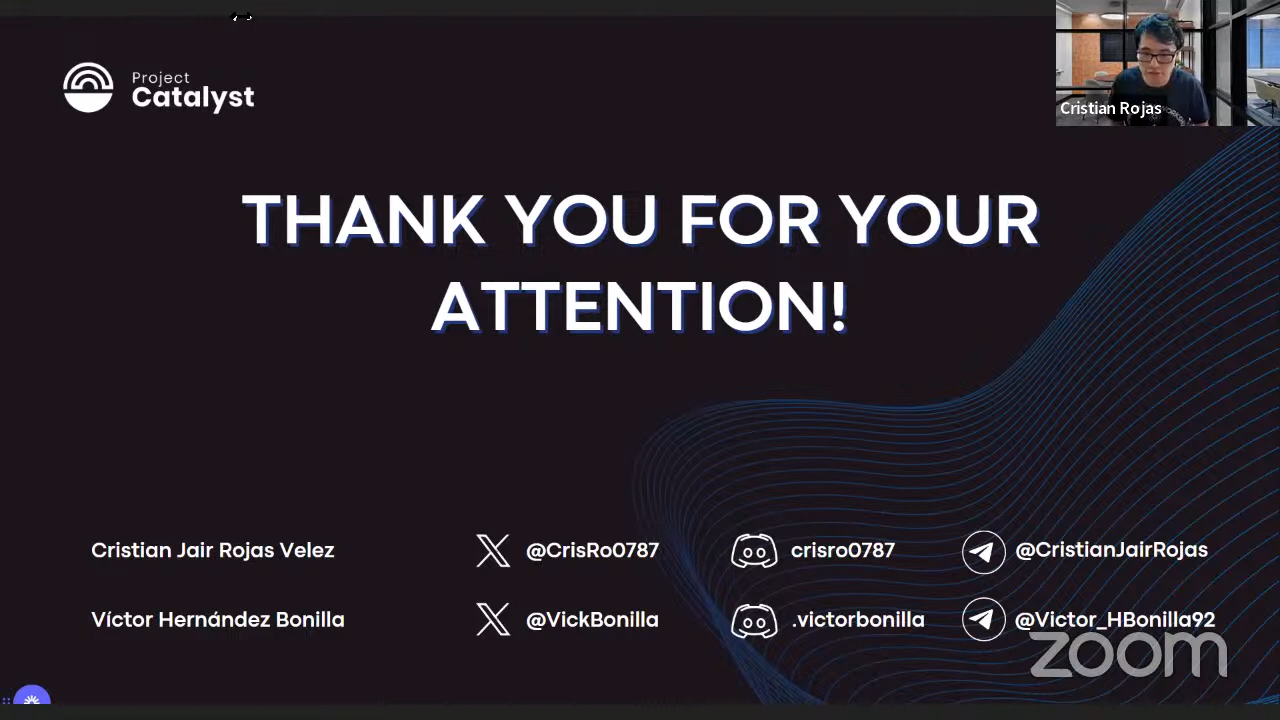 Project
Catalyst
Cristian Rojas
THANK YOU FOR YOUR
ATTENTION!
Cristian Jair Rojas Velez @CrisRo0787 crisro0787 @CristianJairRojas
Víctor Hernández Bonilla @VickBonilla .victorbonilla @Victor_HBonilla92
zoom